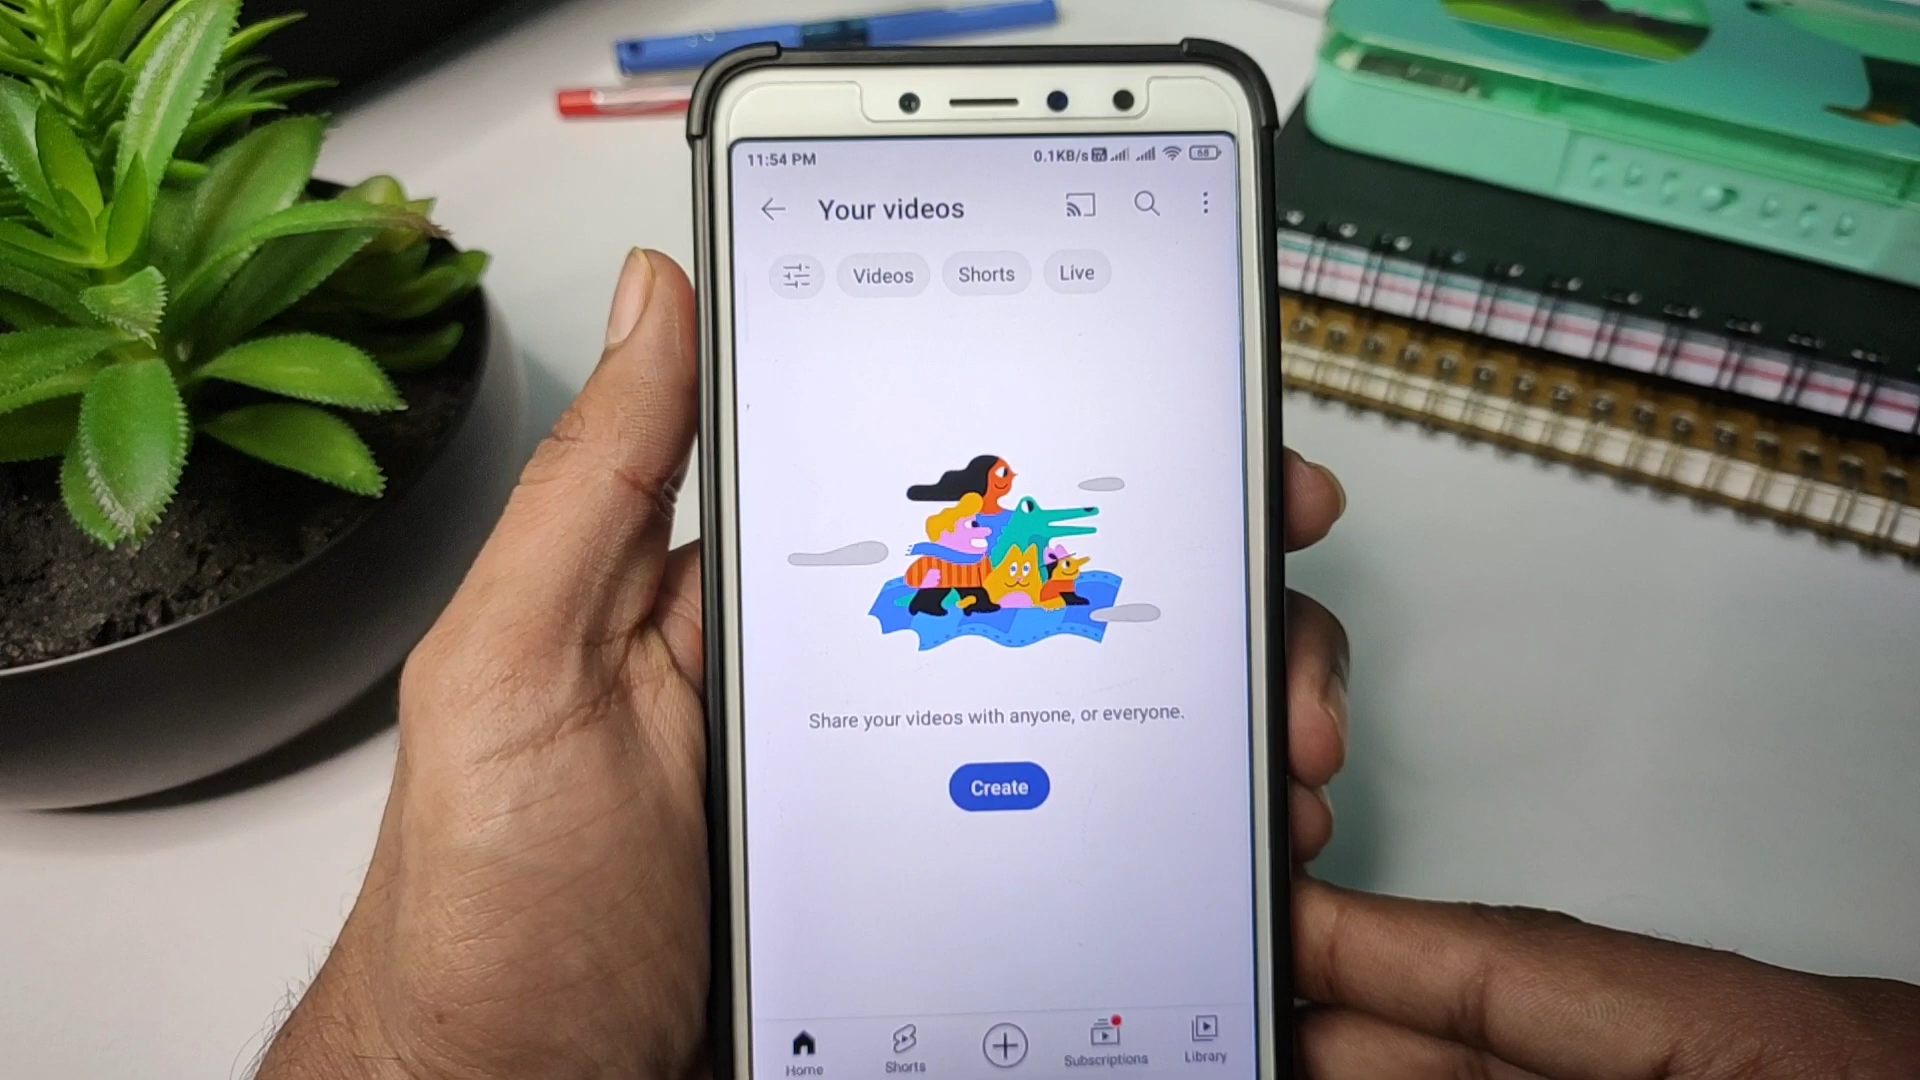 11:54 PM 0.1KB/s 68
Your videos
Videos Shorts Live
Share your videos with anyone, or everyone.
Create
Home Shorts Subscriptions Library